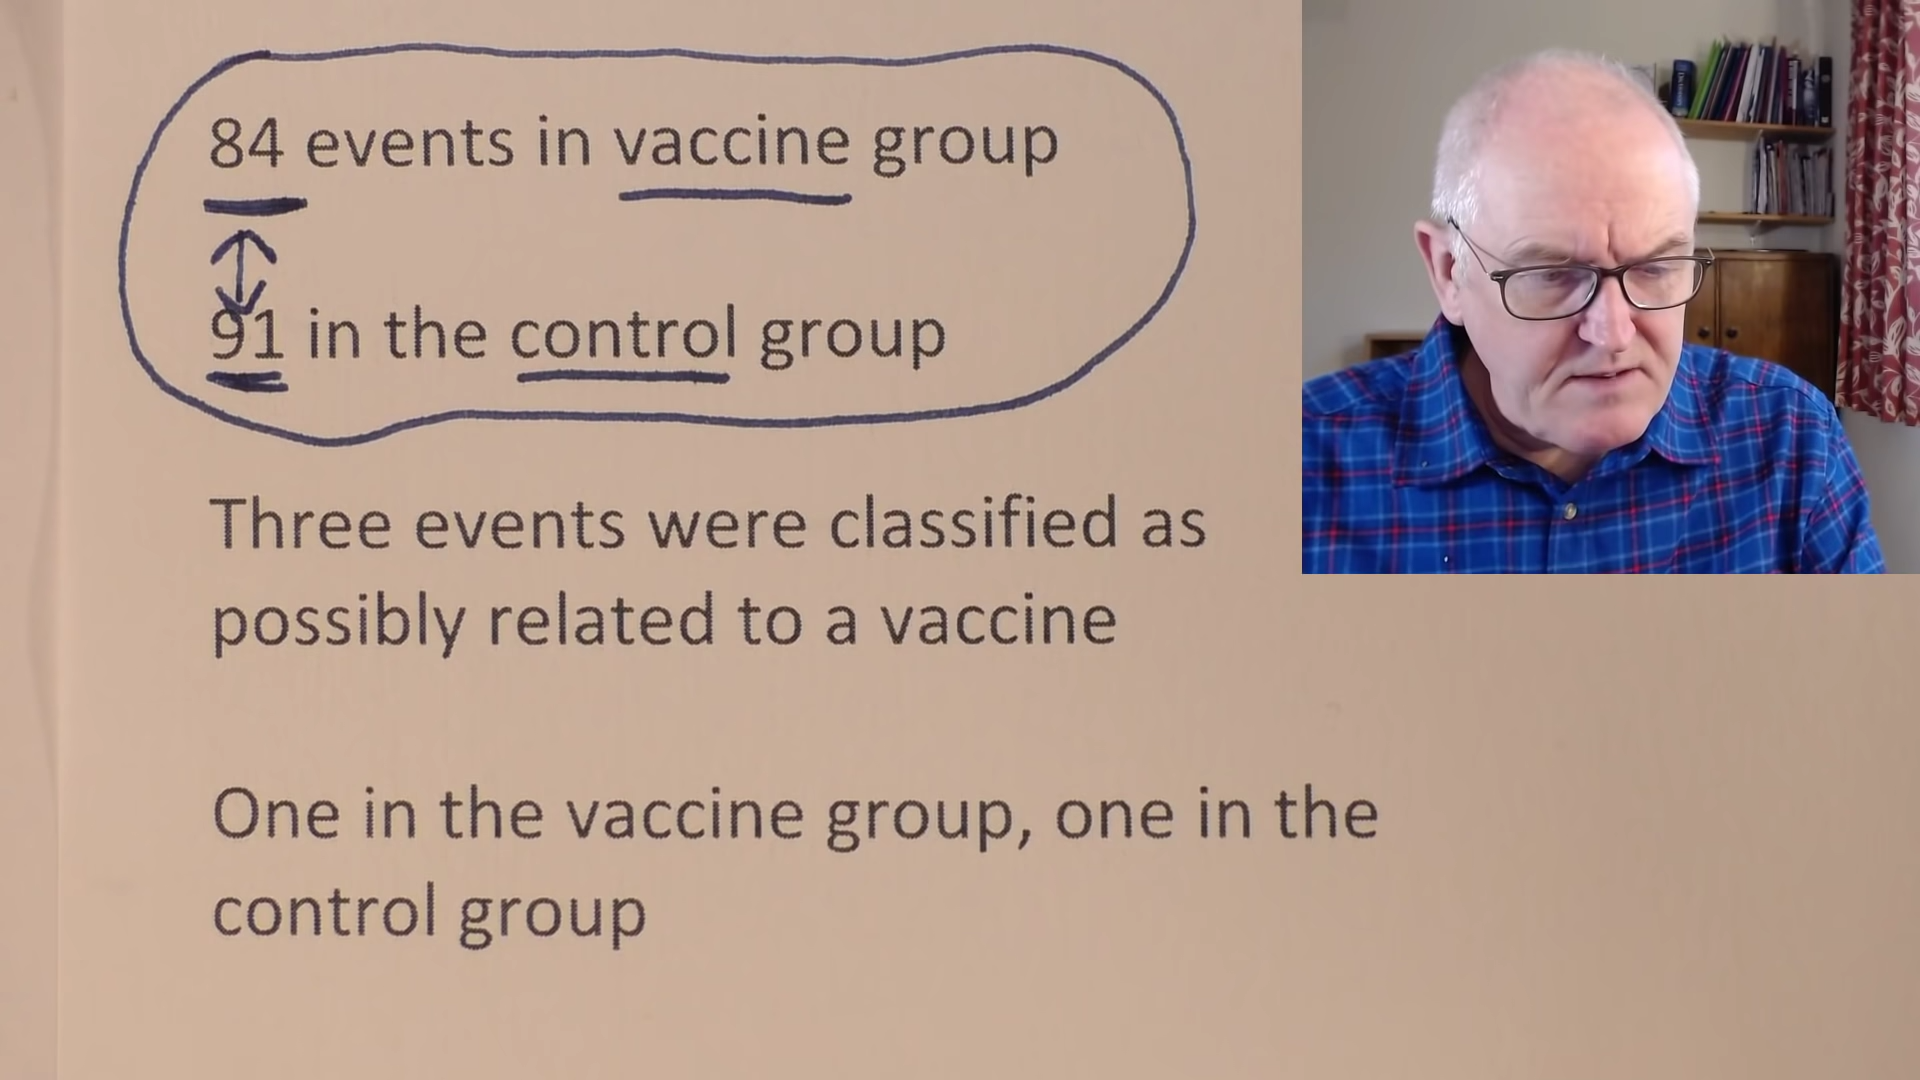 84 events in vaccine group
91 in the control group
Three events were classified as
possibly related to a vaccine
One in the vaccine group, one in the
control group